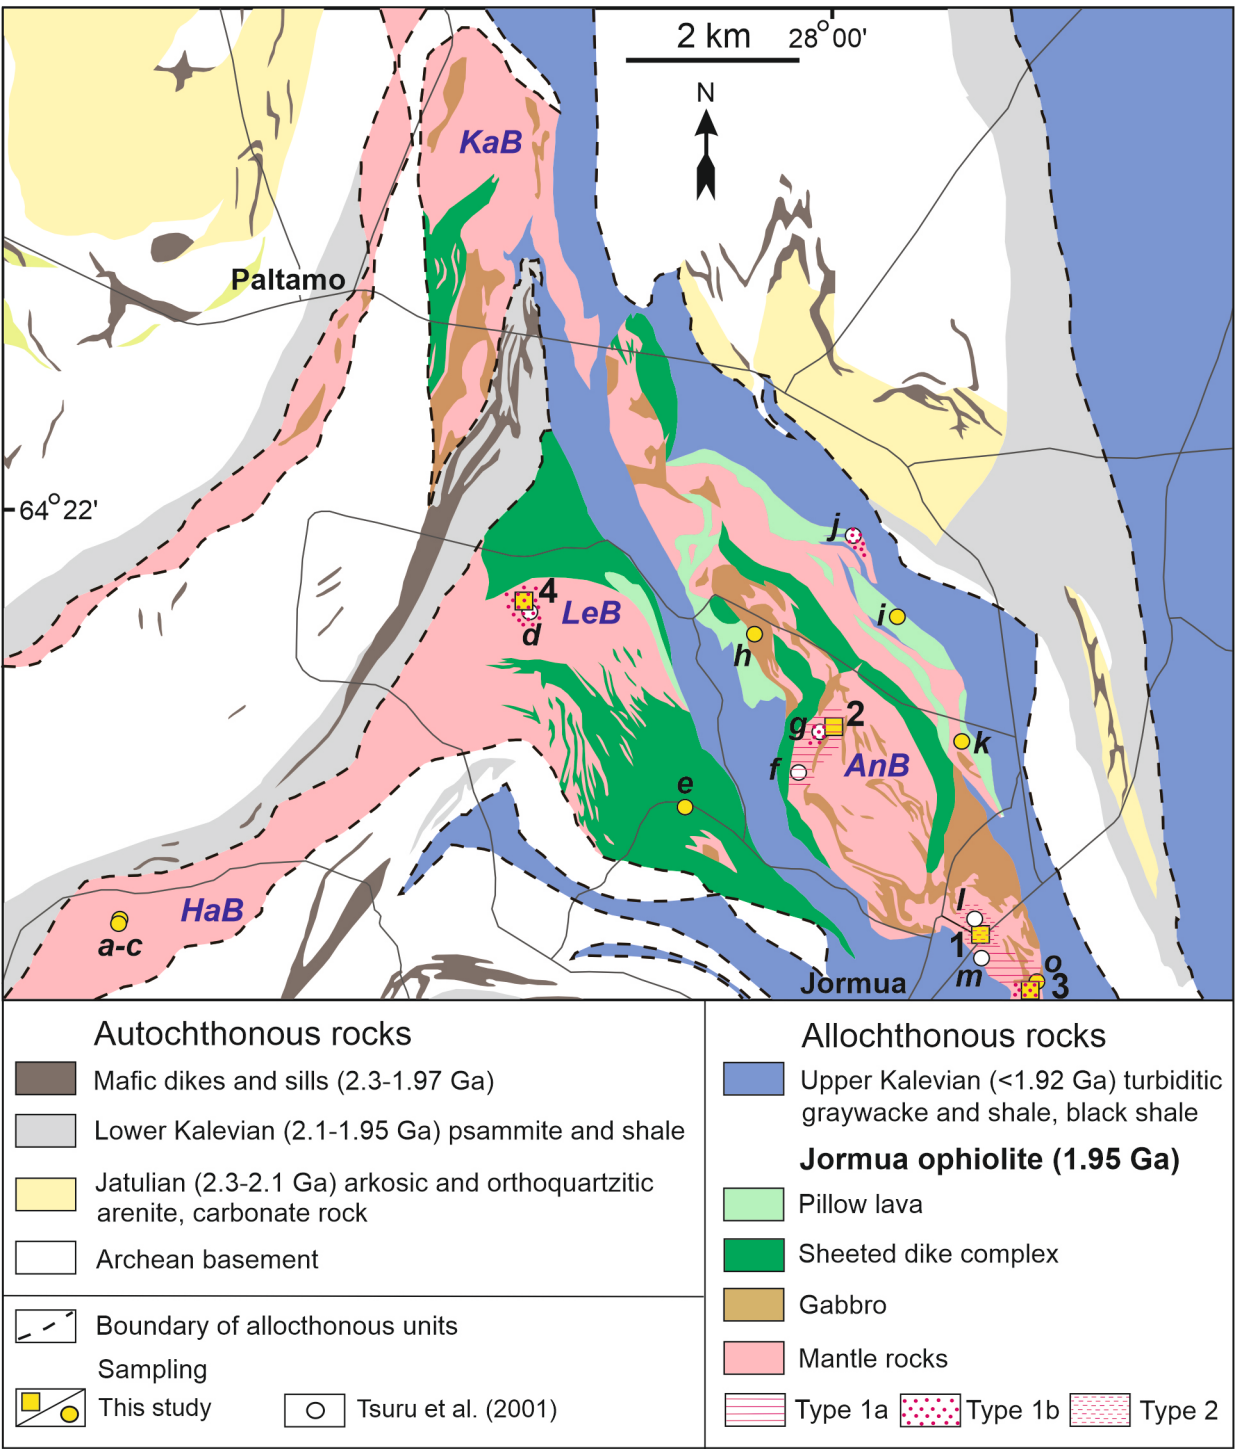 2 km
28°00'
N
KaB
Paltamo
64°22'
j
4
LeB
d
i
h
g
2
f
AnB
k
e
HaB
a-c
l
1
m
o
3
Jormua
Autochthonous rocks
Mafic dikes and sills (2.3-1.97 Ga)
Lower Kalevian (2.1-1.95 Ga) psammite and shale
Jatulian (2.3-2.1 Ga) arkosic and orthoquartzitic
arenite, carbonate rock
Archean basement
Boundary of allocthonous units
Sampling
This study
Tsuru et al. (2001)
Allochthonous rocks
Upper Kalevian (<1.92 Ga) turbiditic
graywacke and shale, black shale
Jormua ophiolite (1.95 Ga)
Pillow lava
Sheeted dike complex
Gabbro
Mantle rocks
Type 1a
Type 1b
Type 2